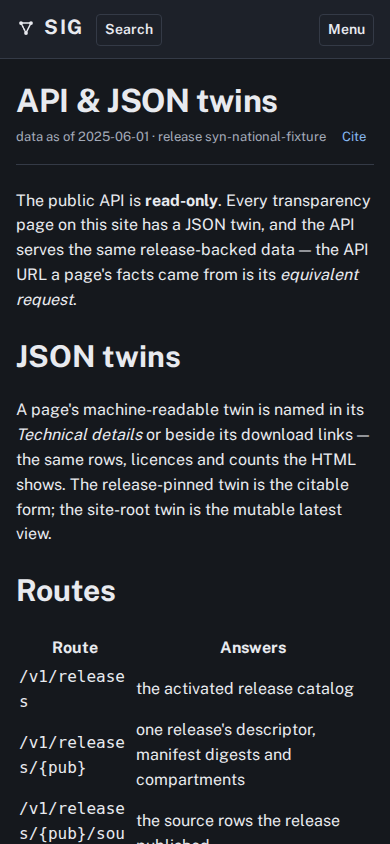 SIG
Search
Menu
API & JSON twins
data as of 2025-06-01 · release syn-national-fixture
Cite
The public API is read-only. Every transparency
page on this site has a JSON twin, and the API
serves the same release-backed data — the API
URL a page's facts came from is its equivalent
request.
JSON twins
A page's machine-readable twin is named in its
Technical details or beside its download links —
the same rows, licences and counts the HTML
shows. The release-pinned twin is the citable
form; the site-root twin is the mutable latest
view.
Routes
Route Answers
/v1/release
s
the activated release catalog
/v1/release
s/{pub}
one release's descriptor,
manifest digests and
compartments
/v1/release
s/{pub}/sou
the source rows the release
published